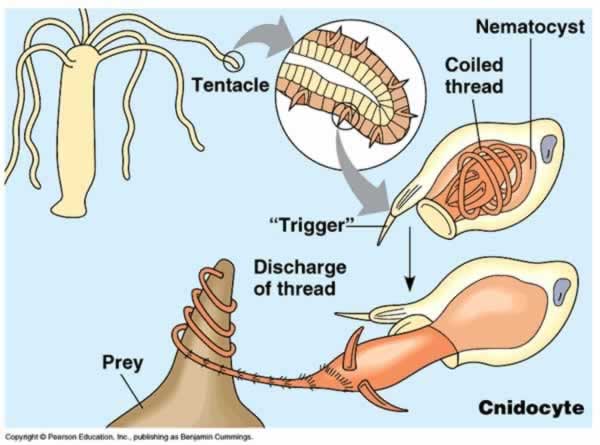 Nematocyst
Tentacle
Coiled
thread
"Trigger"
Discharge
of thread
Prey
Cnidocyte
Copyright © Pearson Education, Inc., publishing as Benjamin Cummings.